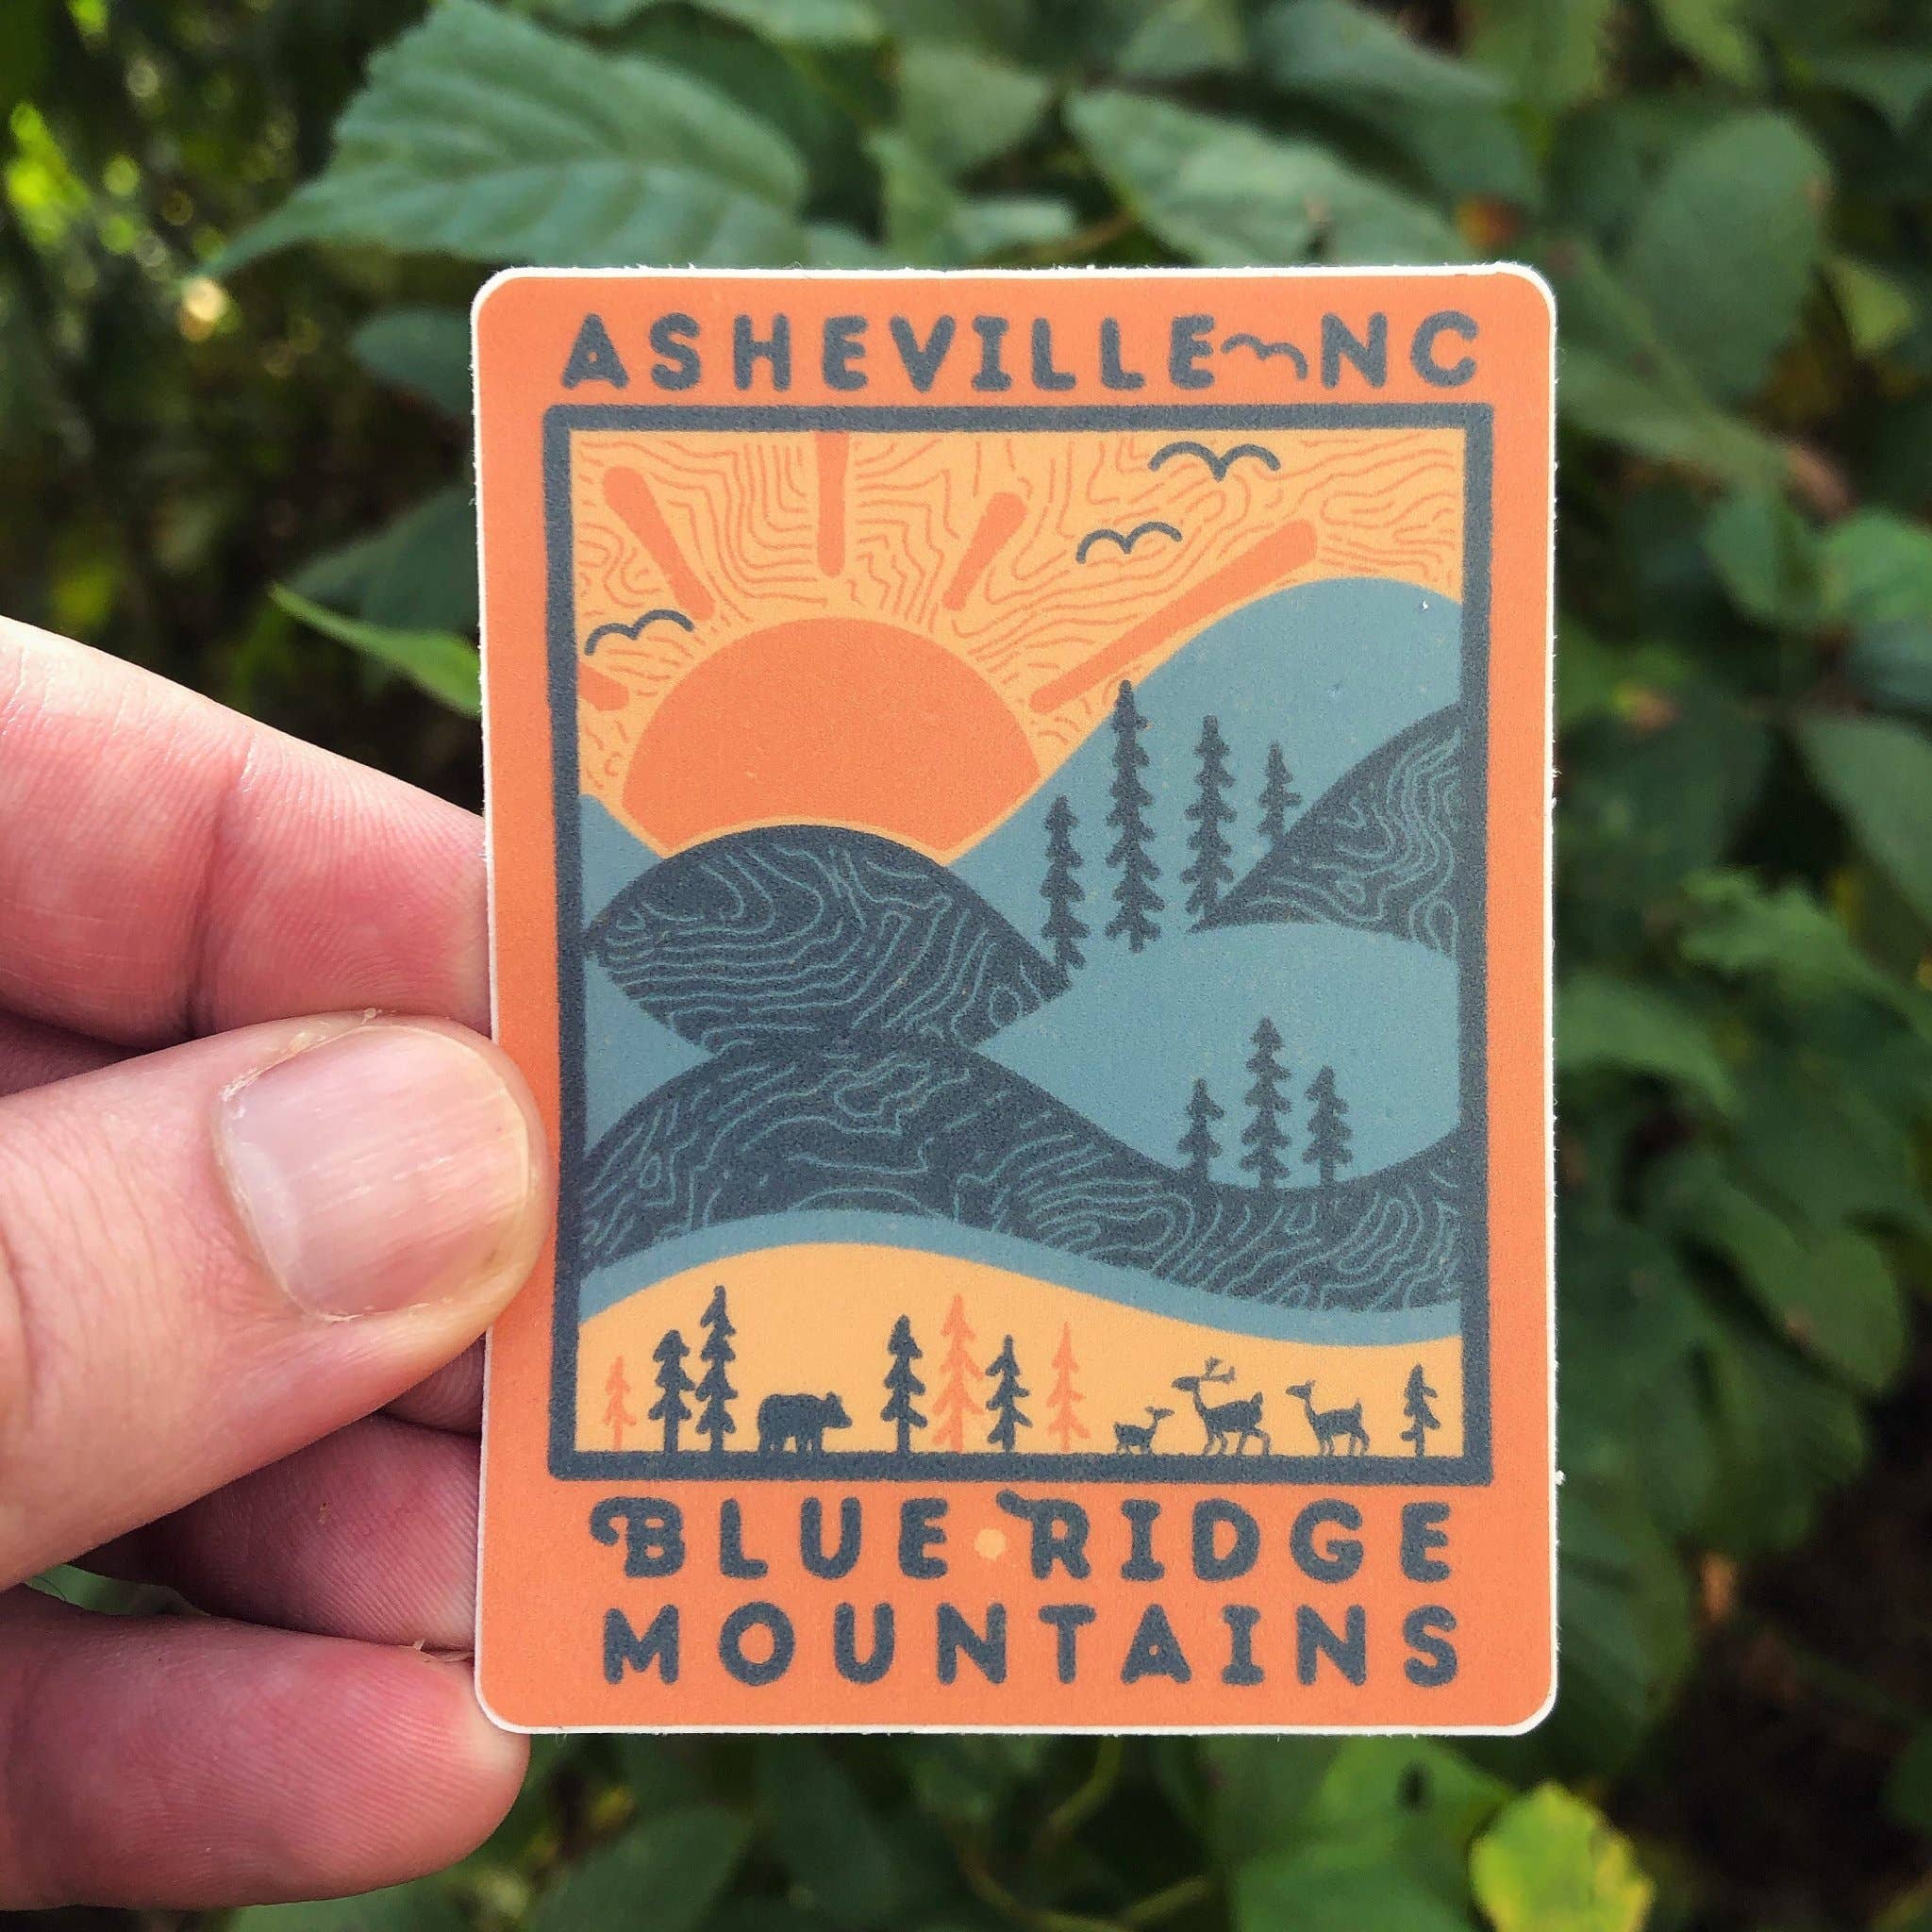 ASHEVILLE NC
BLUE • RIDGE
MOUNTAINS